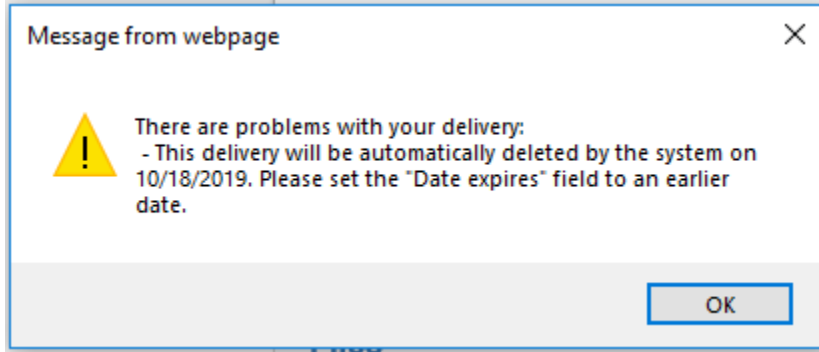 Message from webpage
There are problems with your delivery:
- This delivery will be automatically deleted by the system on
10/18/2019. Please set the "Date expires" field to an earlier
date.
OK